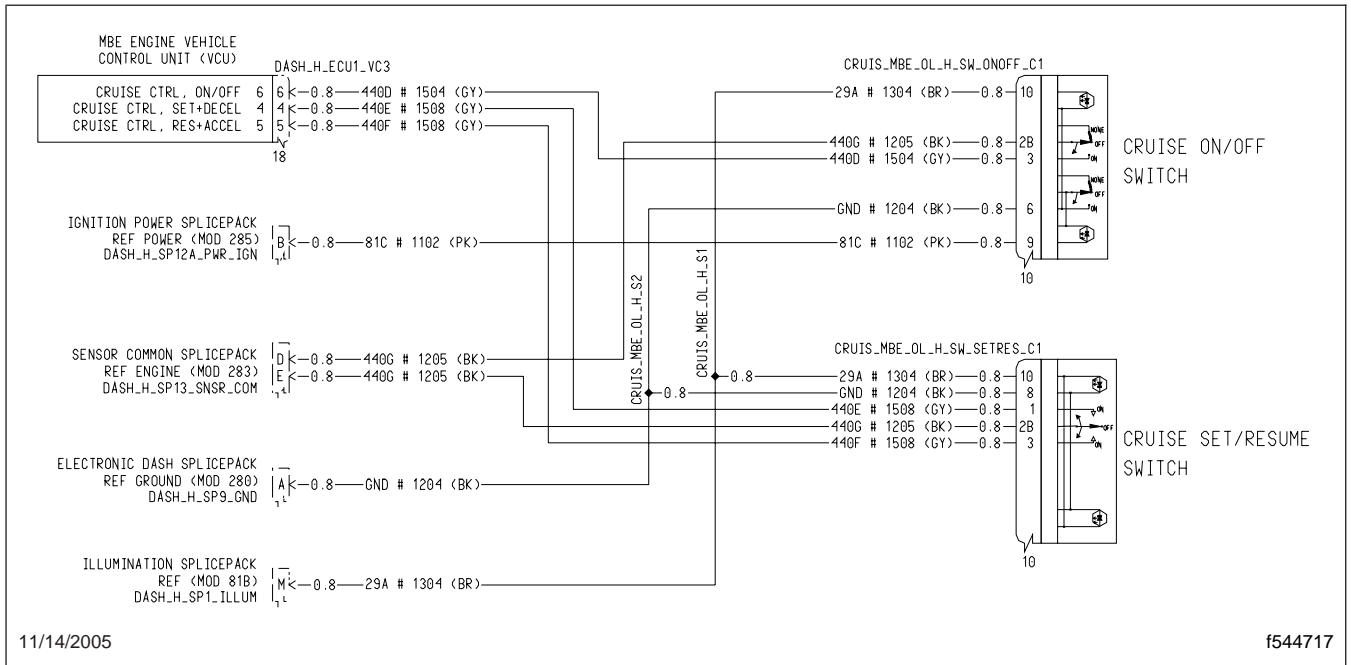 MBE ENGINE VEHICLE
CONTROL UNIT (VCU)
DASH_H_ECU1_VC3
CRUISE CTRL, ON/OFF 6 6 0.8 440D # 1504 (GY)
CRUISE CTRL, SET+DECEL 4 4 0.8 440E # 1508 (GY)
CRUISE CTRL, RES+ACCEL 5 5 0.8 440F # 1508 (GY)
18
IGNITION POWER SPLICEPACK
REF POWER (MOD 285) B 0.8 81C # 1102 (PK)
DASH_H_SP12A_PWR_IGN
SENSOR COMMON SPLICEPACK D 0.8 440G # 1205 (BK)
REF ENGINE (MOD 283) E 0.8 440G # 1205 (BK)
DASH_H_SP13_SNSR_COM
ELECTRONIC DASH SPLICEPACK
REF GROUND (MOD 280) A 0.8 GND # 1204 (BK)
DASH_H_SP9_GND
ILLUMINATION SPLICEPACK
REF (MOD 81B) M 0.8 29A # 1304 (BR)
DASH_H_SP1_ILLUM
CRUIS_MBE_OL_H_S2
CRUIS_MBE_OL_H_S1
CRUIS_MBE_OL_H_SW_ONOFF_C1
29A # 1304 (BR) 0.8 10
NONE
440G # 1205 (BK) 0.8 2B OFF
440D # 1504 (GY) 0.8 3 ON
NONE
OFF
GND # 1204 (BK) 0.8 6 ON
81C # 1102 (PK) 0.8 9
10
CRUISE ON/OFF
SWITCH
CRUIS_MBE_OL_H_SW_SETRES_C1
0.8 29A # 1304 (BR) 0.8 10
0.8 GND # 1204 (BK) 0.8 8
440E # 1508 (GY) 0.8 1 ON
440G # 1205 (BK) 0.8 2B OFF
440F # 1508 (GY) 0.8 3 ON
10
CRUISE SET/RESUME
SWITCH
11/14/2005
f544717